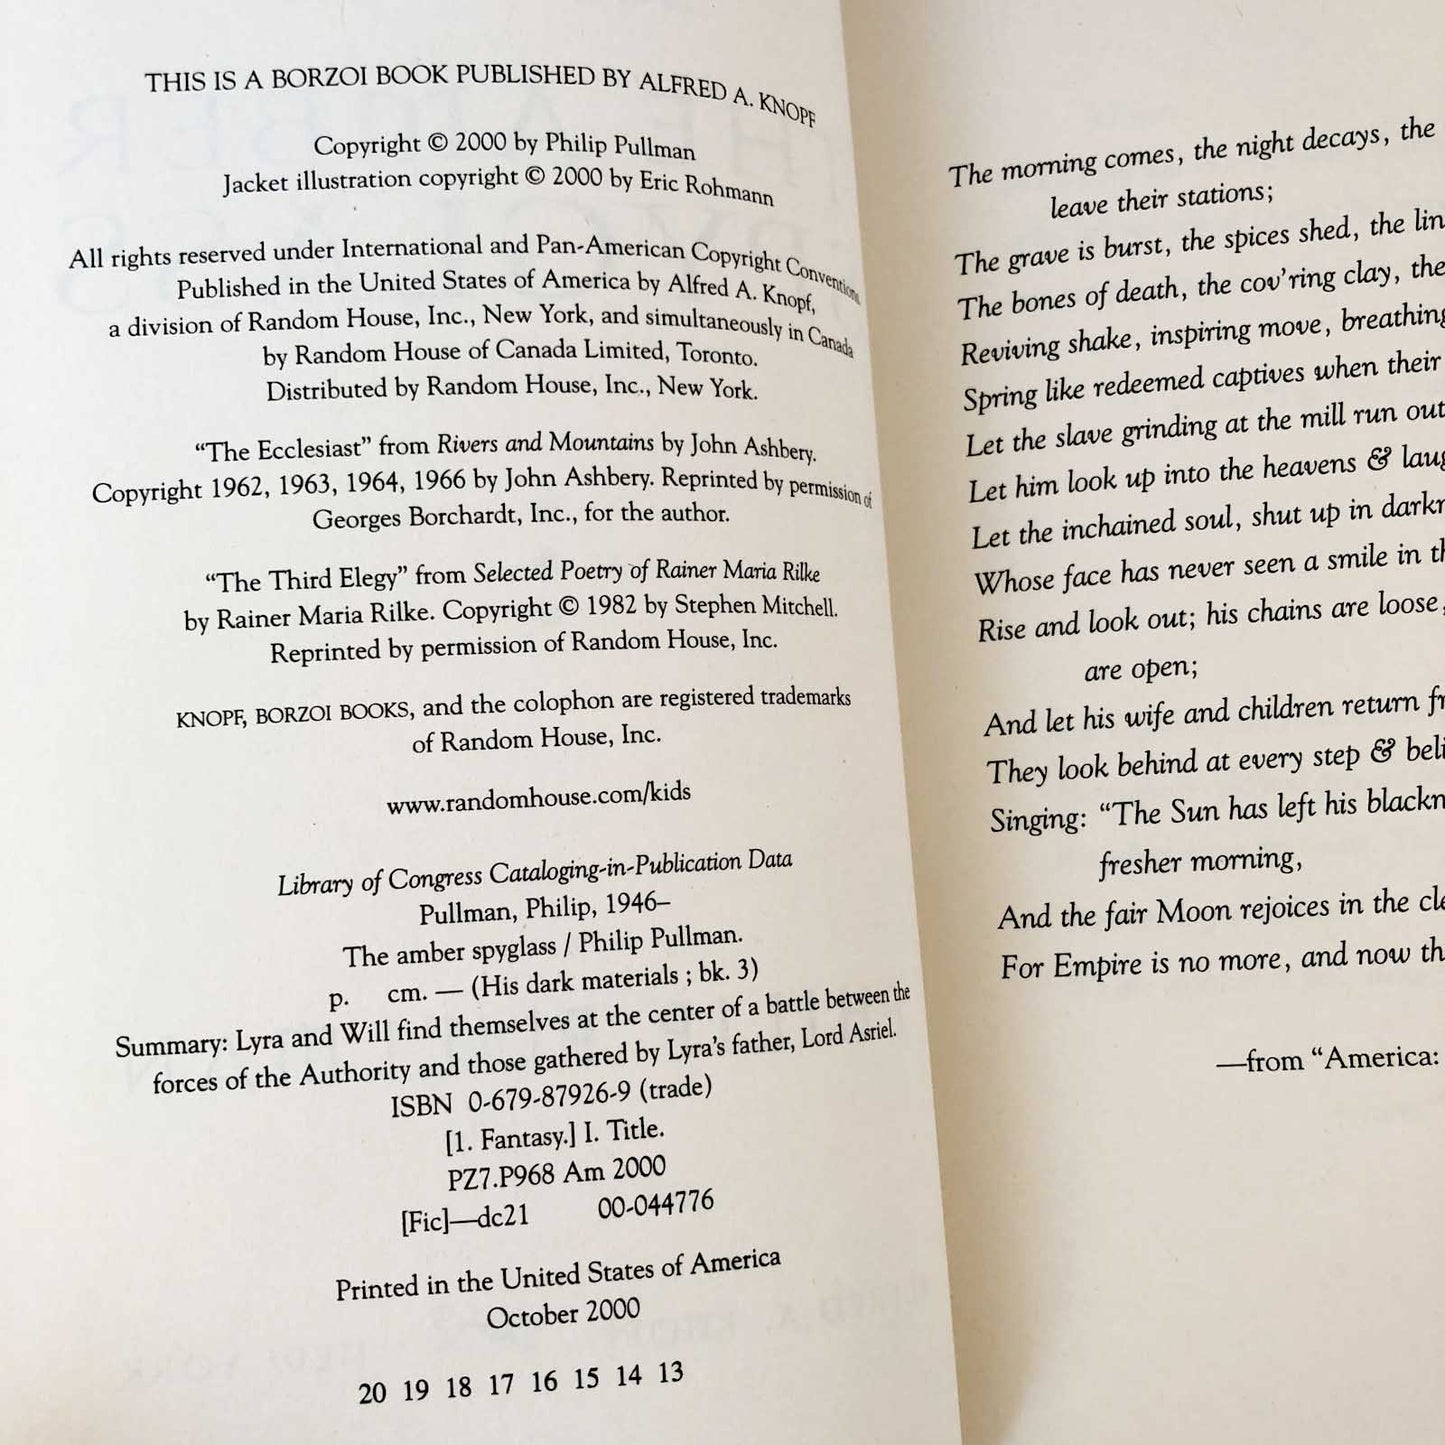 THIS IS A BORZOI BOOK PUBLISHED BY ALFRED A. KNOPF
Copyright © 2000 by Philip Pullman
Jacket illustration copyright © 2000 by Eric Rohmann
All rights reserved under International and Pan-American Copyright Conventions.
Published in the United States of America by Alfred A. Knopf,
a division of Random House, Inc., New York, and simultaneously in Canada
by Random House of Canada Limited, Toronto.
Distributed by Random House, Inc., New York.
“The Ecclesiast” from Rivers and Mountains by John Ashbery.
Copyright 1962, 1963, 1964, 1966 by John Ashbery. Reprinted by permission of
Georges Borchardt, Inc., for the author.
“The Third Elegy” from Selected Poetry of Rainer Maria Rilke
by Rainer Maria Rilke. Copyright © 1982 by Stephen Mitchell.
Reprinted by permission of Random House, Inc.
KNOPF, BORZOI BOOKS, and the colophon are registered trademarks
of Random House, Inc.
www.randomhouse.com/kids
Library of Congress Cataloging-in-Publication Data
Pullman, Philip, 1946–
The amber spyglass / Philip Pullman.
p. cm. — (His dark materials ; bk. 3)
Summary: Lyra and Will find themselves at the center of a battle between the
forces of the Authority and those gathered by Lyra’s father, Lord Asriel.
ISBN 0-679-87926-9 (trade)
[1. Fantasy.] I. Title.
PZ7.P968 Am 2000
[Fic]—dc21 00-044776
Printed in the United States of America
October 2000
20 19 18 17 16 15 14 13
The morning comes, the night decays, the
leave their stations;
The grave is burst, the spices shed, the lin
The bones of death, the cov’ring clay, the
Reviving shake, inspiring move, breathing
Spring like redeemed captives when their
Let the slave grinding at the mill run out
Let him look up into the heavens & laug
Let the inchained soul, shut up in darkn
Whose face has never seen a smile in th
Rise and look out; his chains are loose,
are open;
And let his wife and children return fr
They look behind at every step & beli
Singing: “The Sun has left his blackn
fresher morning,
And the fair Moon rejoices in the cle
For Empire is no more, and now th
—from “America: